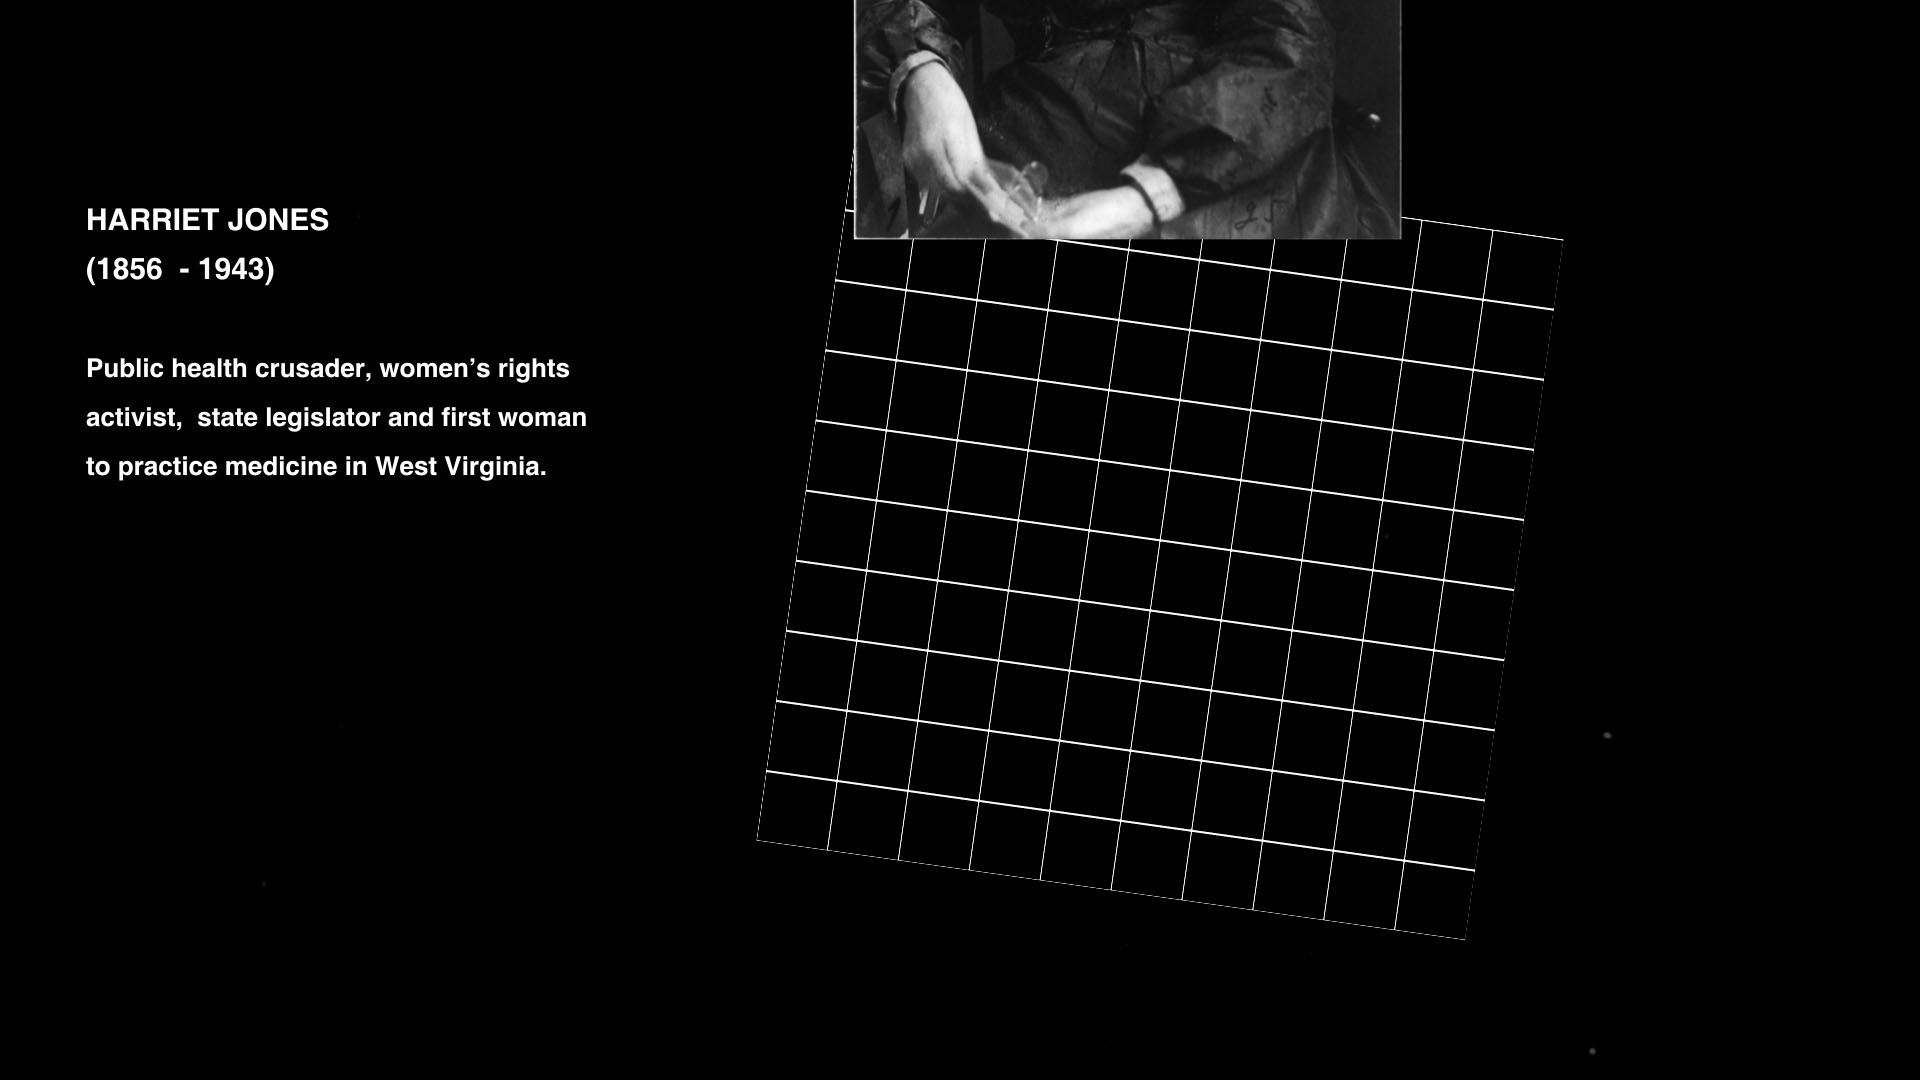 HARRIET JONES
(1856  - 1943)
Public health crusader, women’s rights
activist,  state legislator and first woman
to practice medicine in West Virginia.